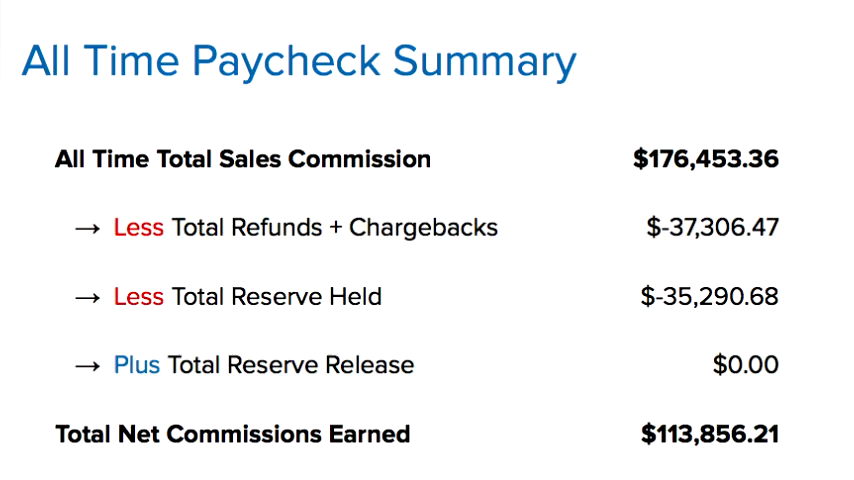 All Time Paycheck Summary
All Time Total Sales Commission $176,453.36
→ Less Total Refunds + Chargebacks $-37,306.47
→ Less Total Reserve Held $-35,290.68
→ Plus Total Reserve Release $0.00
Total Net Commissions Earned $113,856.21